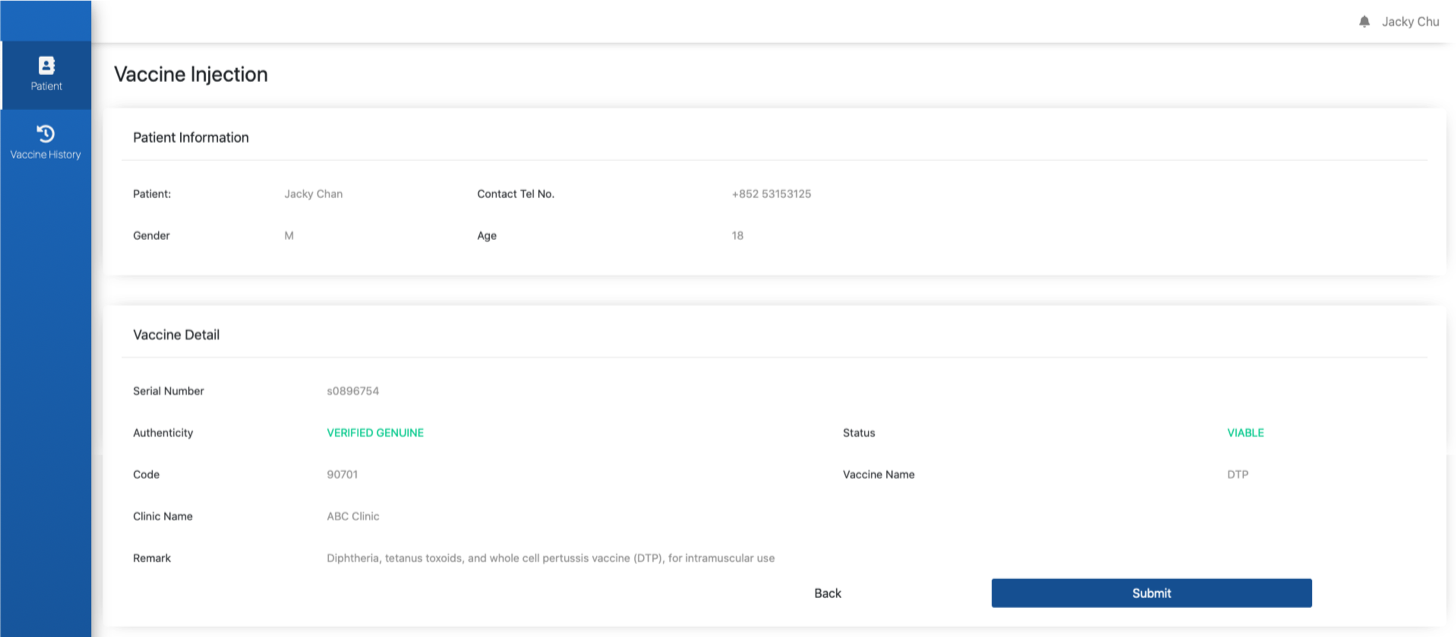 Jacky Chu
Patient
Vaccine History
Vaccine Injection
Patient Information
Patient: Jacky Chan Contact Tel No. +852 53153125
Gender M Age 18
Vaccine Detail
Serial Number s0896754
Authenticity VERIFIED GENUINE Status VIABLE
Code 90701 Vaccine Name DTP
Clinic Name ABC Clinic
Remark Diphtheria, tetanus toxoids, and whole cell pertussis vaccine (DTP), for intramuscular use
Back Submit